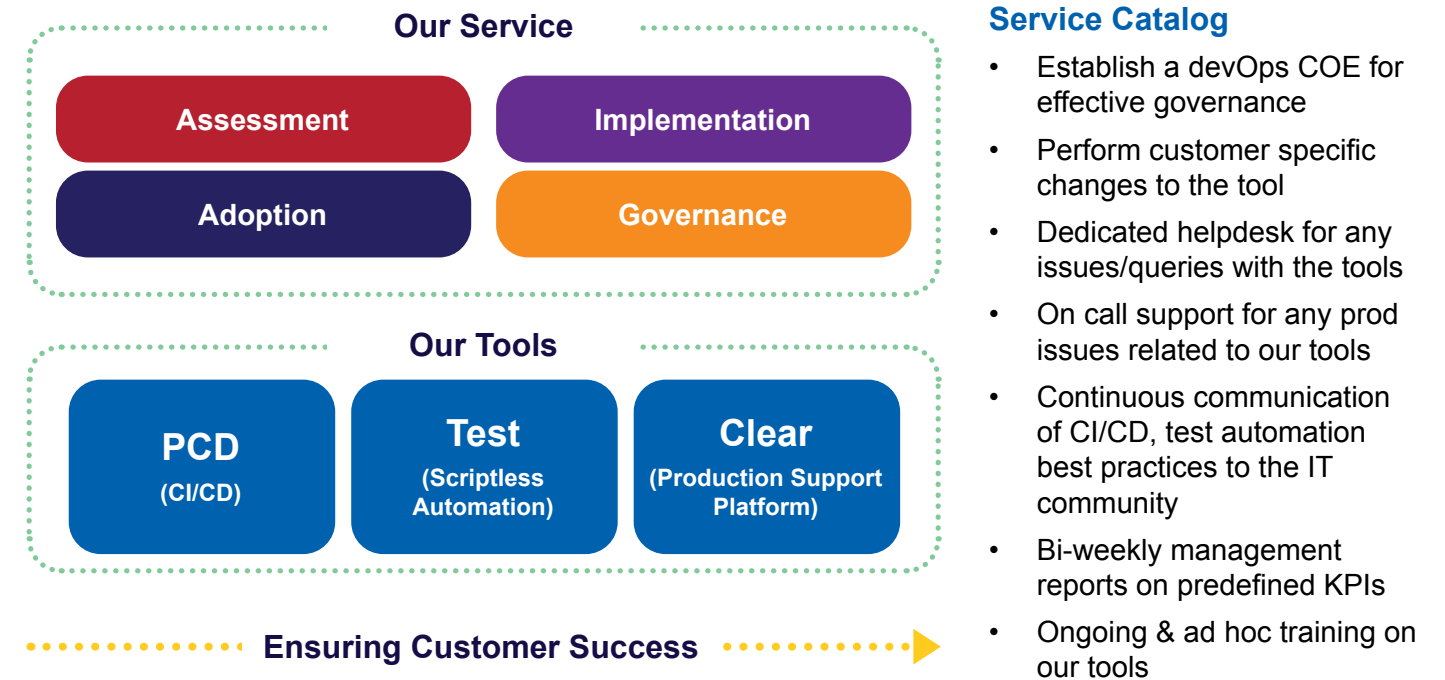 Our Service
Assessment
Implementation
Adoption
Governance
Our Tools
PCD
(CI/CD)
Test
(Scriptless
Automation)
Clear
(Production Support
Platform)
Ensuring Customer Success
Service Catalog
• Establish a devOps COE for
effective governance
• Perform customer specific
changes to the tool
• Dedicated helpdesk for any
issues/queries with the tools
• On call support for any prod
issues related to our tools
• Continuous communication
of CI/CD, test automation
best practices to the IT
community
• Bi-weekly management
reports on predefined KPIs
• Ongoing & ad hoc training on
our tools